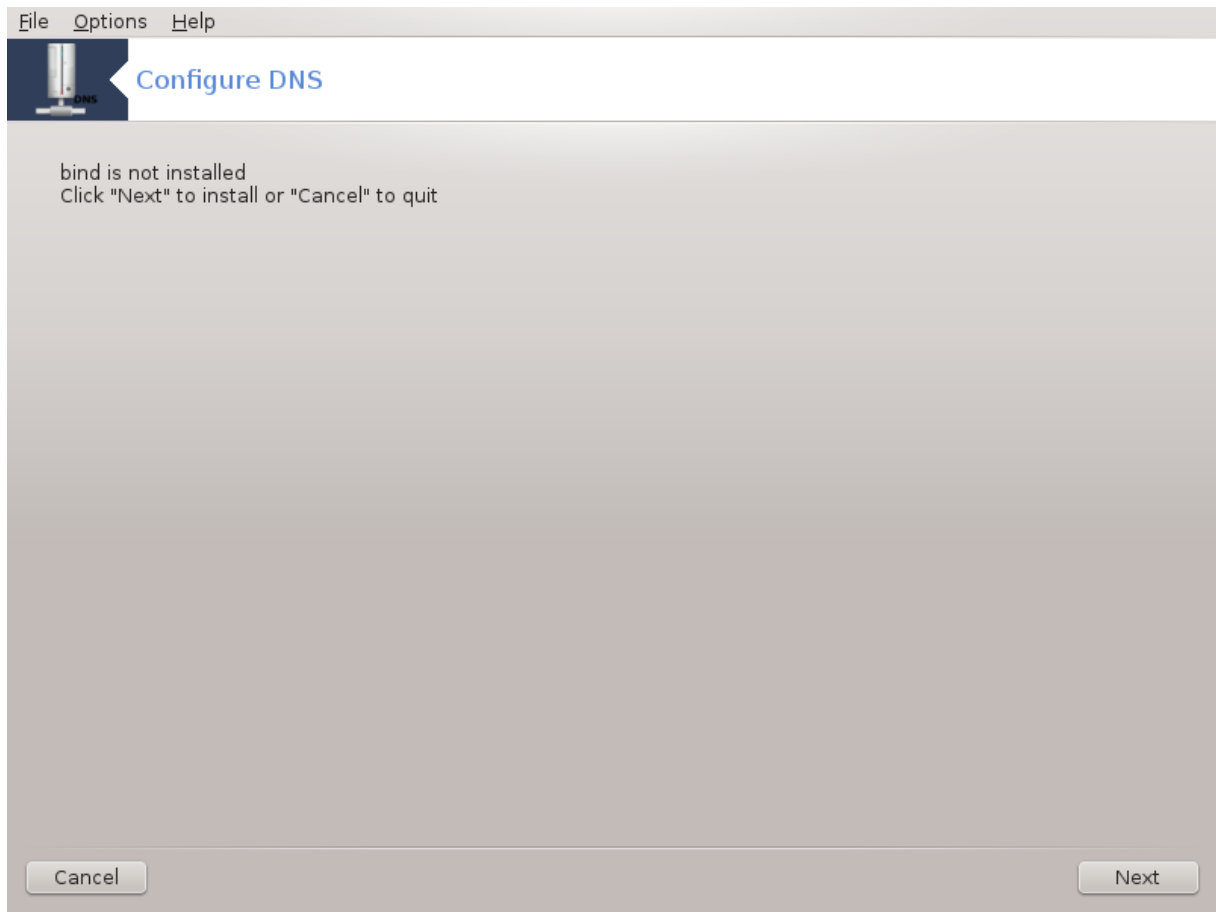 File Options Help
DNS
Configure DNS
bind is not installed
Click "Next" to install or "Cancel" to quit
Cancel Next